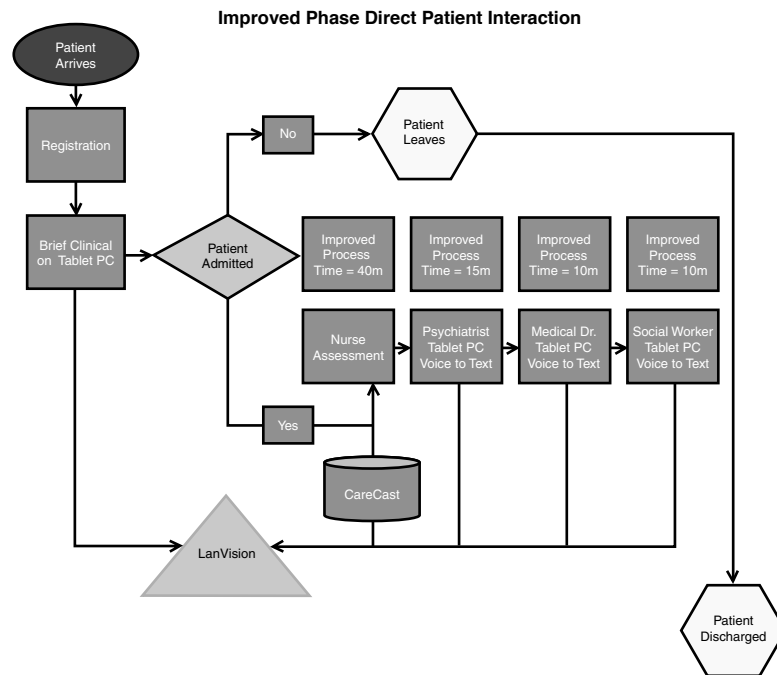 Improved Phase Direct Patient Interaction
Patient
Arrives
Registration
Brief Clinical
on Tablet PC
Patient
Admitted
No
Patient
Leaves
Improved
Process
Time = 40m
Improved
Process
Time = 15m
Improved
Process
Time = 10m
Improved
Process
Time = 10m
Nurse
Assessment
Psychiatrist
Tablet PC
Voice to Text
Medical Dr.
Tablet PC
Voice to Text
Social Worker
Tablet PC
Voice to Text
Yes
CareCast
LanVision
Patient
Discharged